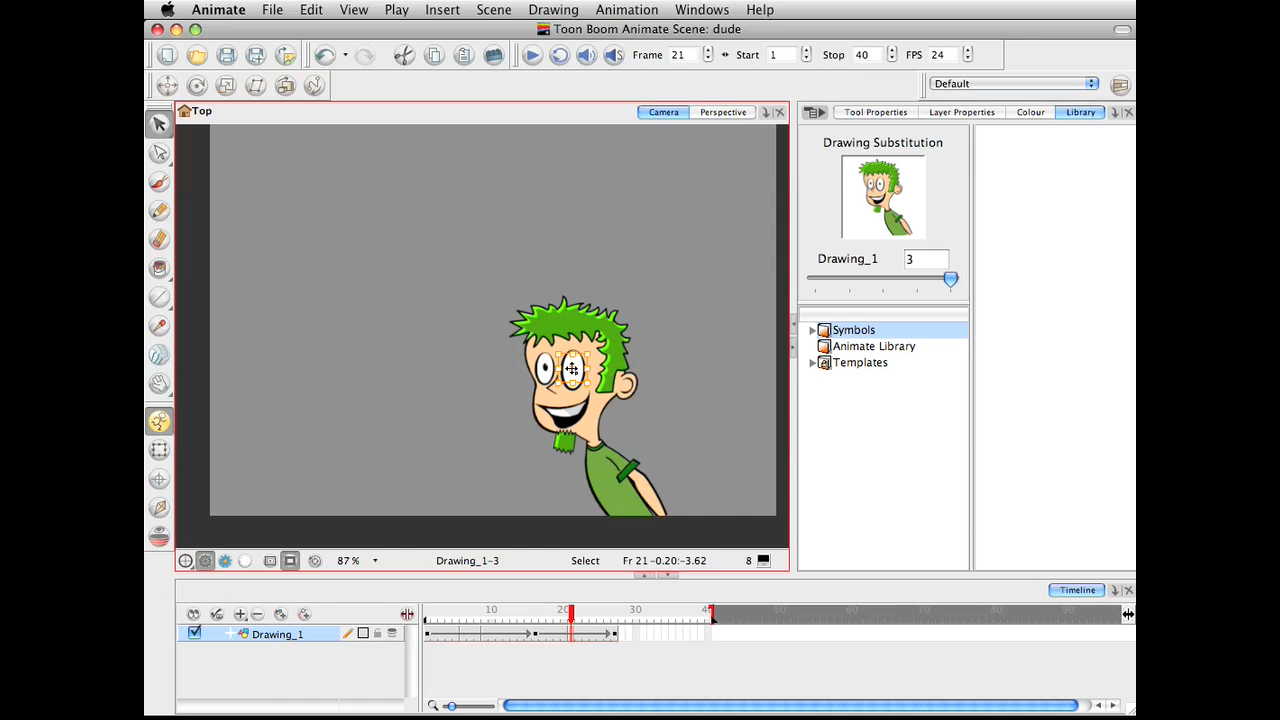 Animate File Edit View Play Insert Scene Drawing Animation Windows Help
Toon Boom Animate Scene: dude
Frame 21 Start 1 Stop 40 FPS 24
Default
Top Camera Perspective
Tool Properties Layer Properties Colour Library
Drawing Substitution
Drawing_1 3
Symbols
Animate Library
Templates
87 % Drawing_1-3 Select Fr 21 -0.20:-3.62 8
Timeline
10 20 30 40 50 60 70 80 90
Drawing_1